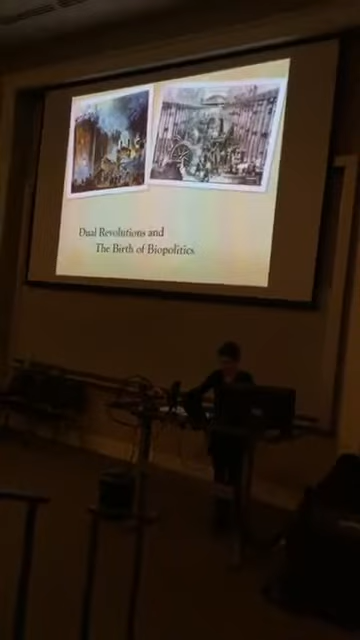 Dual Revolutions and
The Birth of Biopolitics